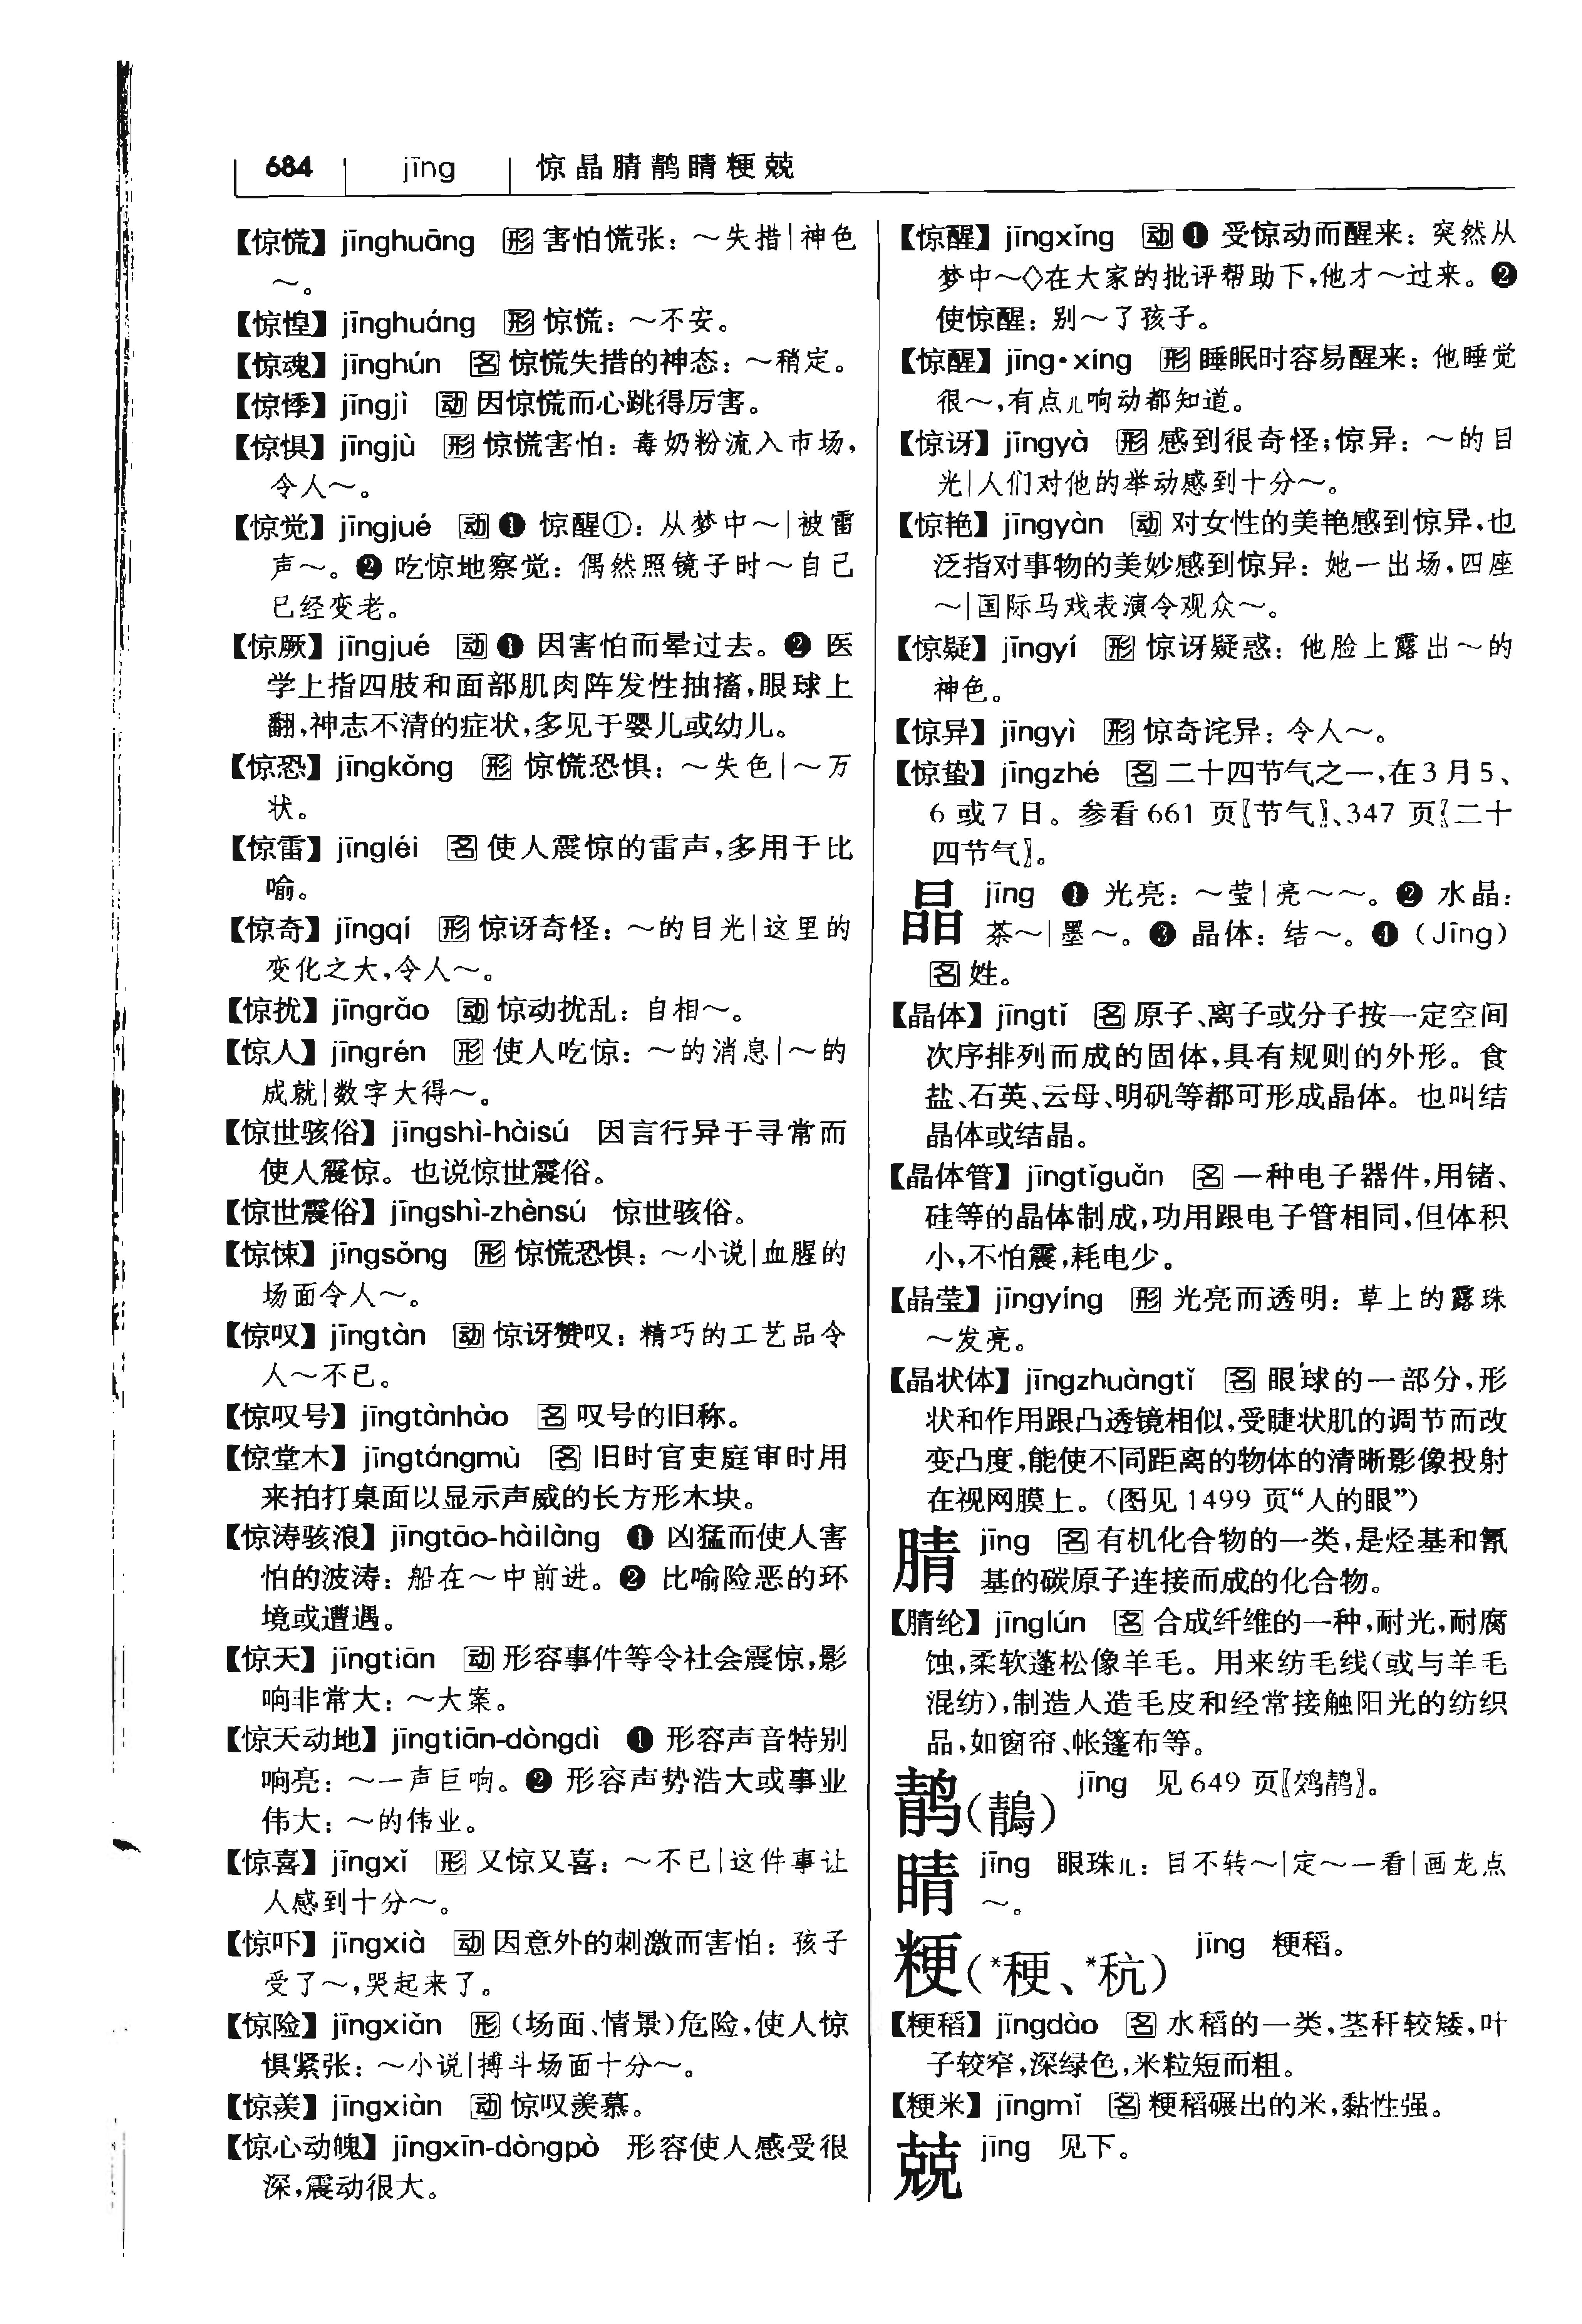 684 jīng 惊晶腈鹡睛粳兢
【惊慌】jīnghuāng 形 害怕慌张：～失措|神色
～。
【惊惶】jīnghuáng 形 惊慌：～不安。
【惊魂】jīnghún 名 惊慌失措的神态：～稍定。
【惊悸】jīngjì 动 因惊慌而心跳得厉害。
【惊惧】jīngjù 形 惊慌害怕：毒奶粉流入市场，
令人～。
【惊觉】jīngjué 动 ❶ 惊醒①：从梦中～|被雷
声～。❷ 吃惊地察觉：偶然照镜子时～自己
已经变老。
【惊厥】jīngjué 动 ❶ 因害怕而晕过去。❷ 医
学上指四肢和面部肌肉阵发性抽搐，眼球上
翻，神志不清的症状，多见于婴儿或幼儿。
【惊恐】jīngkǒng 形 惊慌恐惧：～失色|～万
状。
【惊雷】jīngléi 名 使人震惊的雷声，多用于比
喻。
【惊奇】jīngqí 形 惊讶奇怪：～的目光|这里的
变化之大，令人～。
【惊扰】jīngrǎo 动 惊动扰乱：自相～。
【惊人】jīngrén 形 使人吃惊：～的消息|～的
成就|数字大得～。
【惊世骇俗】jīngshì-hàisú 因言行异于寻常而
使人震惊。也说惊世震俗。
【惊世震俗】jīngshì-zhènsú 惊世骇俗。
【惊悚】jīngsǒng 形 惊慌恐惧：～小说|血腥的
场面令人～。
【惊叹】jīngtàn 动 惊讶赞叹：精巧的工艺品令
人～不已。
【惊叹号】jīngtànhào 名 叹号的旧称。
【惊堂木】jīngtángmù 名 旧时官吏庭审时用
来拍打桌面以显示声威的长方形木块。
【惊涛骇浪】jīngtāo-hàilàng ❶ 凶猛而使人害
怕的波涛：船在～中前进。❷ 比喻险恶的环
境或遭遇。
【惊天】jīngtiān 动 形容事件等令社会震惊，影
响非常大：～大案。
【惊天动地】jīngtiān-dòngdì ❶ 形容声音特别
响亮：～一声巨响。❷ 形容声势浩大或事业
伟大：～的伟业。
【惊喜】jīngxǐ 形 又惊又喜：～不已|这件事让
人感到十分～。
【惊吓】jīngxià 动 因意外的刺激而害怕：孩子
受了～，哭起来了。
【惊险】jīngxiǎn 形 （场面、情景）危险，使人惊
惧紧张：～小说|搏斗场面十分～。
【惊羡】jīngxiàn 动 惊叹羡慕。
【惊心动魄】jīngxīn-dòngpò 形容使人感受很
深，震动很大。
【惊醒】jīngxǐng 动 ❶ 受惊动而醒来：突然从
梦中～◇在大家的批评帮助下，他才～过来。❷
使惊醒：别～了孩子。
【惊醒】jīng·xing 形 睡眠时容易醒来：他睡觉
很～，有点儿响动都知道。
【惊讶】jīngyà 形 感到很奇怪；惊异：～的目
光|人们对他的举动感到十分～。
【惊艳】jīngyàn 动 对女性的美艳感到惊异，也
泛指对事物的美妙感到惊异：她一出场，四座
～|国际马戏表演令观众～。
【惊疑】jīngyí 形 惊讶疑惑：他脸上露出～的
神色。
【惊异】jīngyì 形 惊奇诧异：令人～。
【惊蛰】jīngzhé 名 二十四节气之一，在3月5、
6或7日。参看661页〖节气〗、347页〖二十
四节气〗。
晶 jīng ❶ 光亮：～莹|亮～～。❷ 水晶：
茶～|墨～。❸ 晶体：结～。❹（Jīng）
名 姓。
【晶体】jīngtǐ 名 原子、离子或分子按一定空间
次序排列而成的固体，具有规则的外形。食
盐、石英、云母、明矾等都可形成晶体。也叫结
晶体或结晶。
【晶体管】jīngtǐguǎn 名 一种电子器件，用锗、
硅等的晶体制成，功用跟电子管相同，但体积
小，不怕震，耗电少。
【晶莹】jīngyíng 形 光亮而透明：草上的露珠
～发亮。
【晶状体】jīngzhuàngtǐ 名 眼球的一部分，形
状和作用跟凸透镜相似，受睫状肌的调节而改
变凸度，能使不同距离的物体的清晰影像投射
在视网膜上。（图见1499页“人的眼”）
腈 jīng 名 有机化合物的一类，是烃基和氰
基的碳原子连接而成的化合物。
【腈纶】jīnglún 名 合成纤维的一种，耐光，耐腐
蚀，柔软蓬松像羊毛。用来纺毛线（或与羊毛
混纺），制造人造毛皮和经常接触阳光的纺织
品，如窗帘、帐篷布等。
鹡（鶄） jīng 见649页〖䴔鹡〗。
睛 jīng 眼珠儿：目不转～|定～一看|画龙点
～。
粳（*稉、*秔） jīng 粳稻。
【粳稻】jīngdào 名 水稻的一类，茎秆较矮，叶
子较窄，深绿色，米粒短而粗。
【粳米】jīngmǐ 名 粳稻碾出的米，黏性强。
兢 jīng 见下。